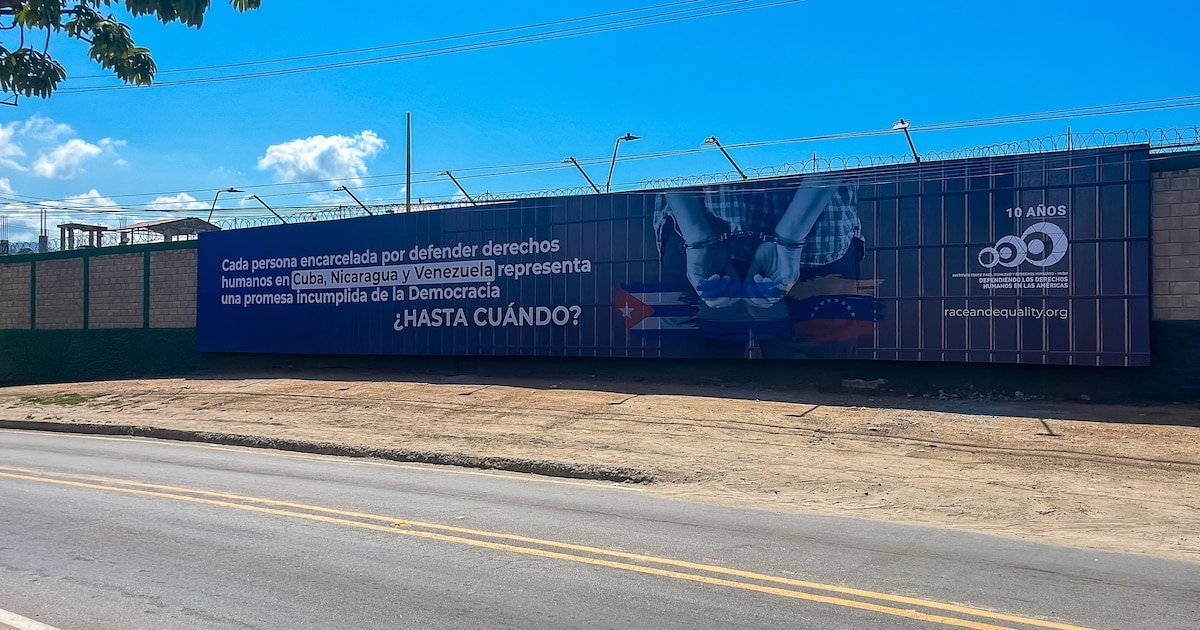 Cada persona encarcelada por defender derechos
humanos en Cuba, Nicaragua y Venezuela representa
una promesa incumplida de la Democracia
¿HASTA CUÁNDO?
10 AÑOS
DEFENDIENDO LOS DERECHOS
HUMANOS EN LAS AMÉRICAS
raceandequality.org